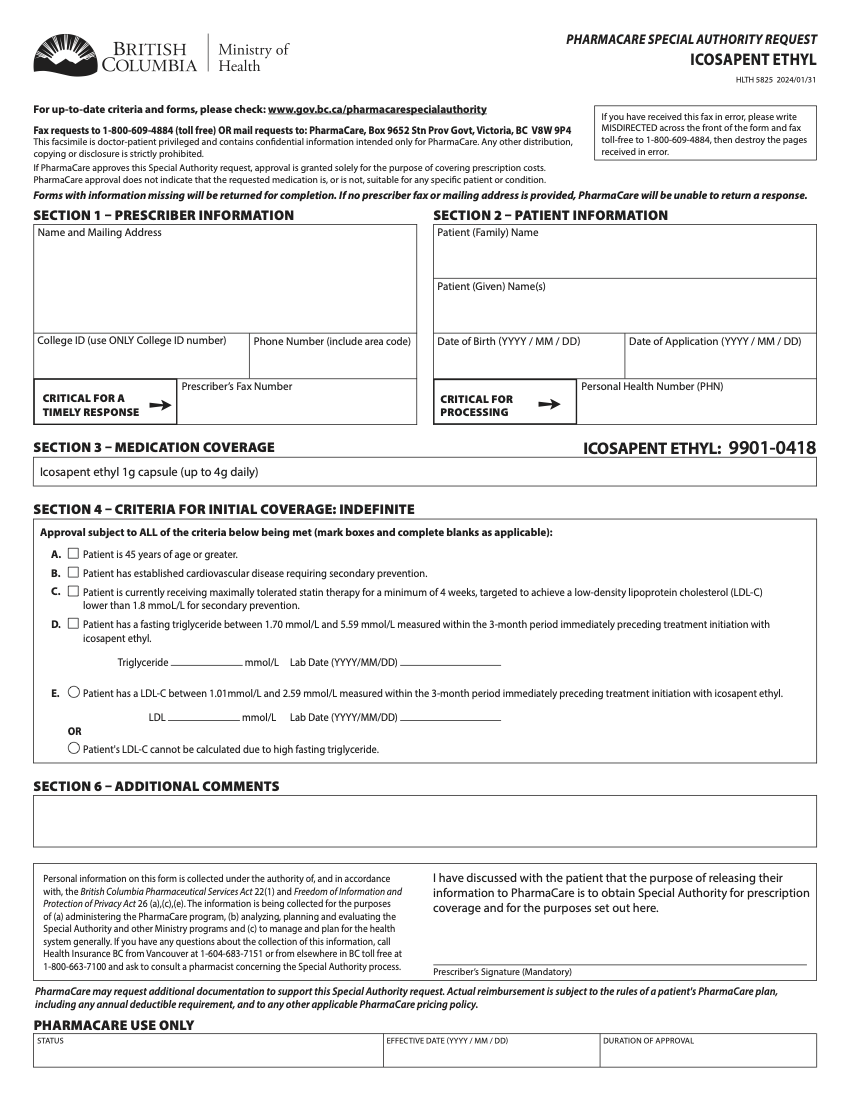 BRITISH
COLUMBIA
Ministry of
Health
PHARMACARE SPECIAL AUTHORITY REQUEST
ICOSAPENT ETHYL
HLTH 5825 2024/01/31
For up-to-date criteria and forms, please check: www.gov.bc.ca/pharmacarespecialauthority
Fax requests to 1-800-609-4884 (toll free) OR mail requests to: PharmaCare, Box 9652 Stn Prov Govt, Victoria, BC V8W 9P4
This facsimile is doctor-patient privileged and contains confidential information intended only for PharmaCare. Any other distribution,
copying or disclosure is strictly prohibited.
If PharmaCare approves this Special Authority request, approval is granted solely for the purpose of covering prescription costs.
PharmaCare approval does not indicate that the requested medication is, or is not, suitable for any specific patient or condition.
If you have received this fax in error, please write
MISDIRECTED across the front of the form and fax
toll-free to 1-800-609-4884, then destroy the pages
received in error.
Forms with information missing will be returned for completion. If no prescriber fax or mailing address is provided, PharmaCare will be unable to return a response.
SECTION 1 – PRESCRIBER INFORMATION
Name and Mailing Address
College ID (use ONLY College ID number)
Phone Number (include area code)
CRITICAL FOR A
TIMELY RESPONSE
Prescriber's Fax Number
SECTION 2 – PATIENT INFORMATION
Patient (Family) Name
Patient (Given) Name(s)
Date of Birth (YYYY / MM / DD)
Date of Application (YYYY / MM / DD)
CRITICAL FOR
PROCESSING
Personal Health Number (PHN)
SECTION 3 – MEDICATION COVERAGE
ICOSAPENT ETHYL: 9901-0418
Icosapent ethyl 1g capsule (up to 4g daily)
SECTION 4 – CRITERIA FOR INITIAL COVERAGE: INDEFINITE
Approval subject to ALL of the criteria below being met (mark boxes and complete blanks as applicable):
A. Patient is 45 years of age or greater.
B. Patient has established cardiovascular disease requiring secondary prevention.
C. Patient is currently receiving maximally tolerated statin therapy for a minimum of 4 weeks, targeted to achieve a low-density lipoprotein cholesterol (LDL-C)
lower than 1.8 mmoL/L for secondary prevention.
D. Patient has a fasting triglyceride between 1.70 mmol/L and 5.59 mmol/L measured within the 3-month period immediately preceding treatment initiation with
icosapent ethyl.
Triglyceride ____________ mmol/L Lab Date (YYYY/MM/DD) ________________
E. Patient has a LDL-C between 1.01mmol/L and 2.59 mmol/L measured within the 3-month period immediately preceding treatment initiation with icosapent ethyl.
LDL ____________ mmol/L Lab Date (YYYY/MM/DD) ________________
OR
Patient's LDL-C cannot be calculated due to high fasting triglyceride.
SECTION 6 – ADDITIONAL COMMENTS
Personal information on this form is collected under the authority of, and in accordance
with, the British Columbia Pharmaceutical Services Act 22(1) and Freedom of Information and
Protection of Privacy Act 26 (a),(c),(e). The information is being collected for the purposes
of (a) administering the PharmaCare program, (b) analyzing, planning and evaluating the
Special Authority and other Ministry programs and (c) to manage and plan for the health
system generally. If you have any questions about the collection of this information, call
Health Insurance BC from Vancouver at 1-604-683-7151 or from elsewhere in BC toll free at
1-800-663-7100 and ask to consult a pharmacist concerning the Special Authority process.
I have discussed with the patient that the purpose of releasing their
information to PharmaCare is to obtain Special Authority for prescription
coverage and for the purposes set out here.
Prescriber's Signature (Mandatory)
PharmaCare may request additional documentation to support this Special Authority request. Actual reimbursement is subject to the rules of a patient's PharmaCare plan,
including any annual deductible requirement, and to any other applicable PharmaCare pricing policy.
PHARMACARE USE ONLY
STATUS
EFFECTIVE DATE (YYYY / MM / DD)
DURATION OF APPROVAL